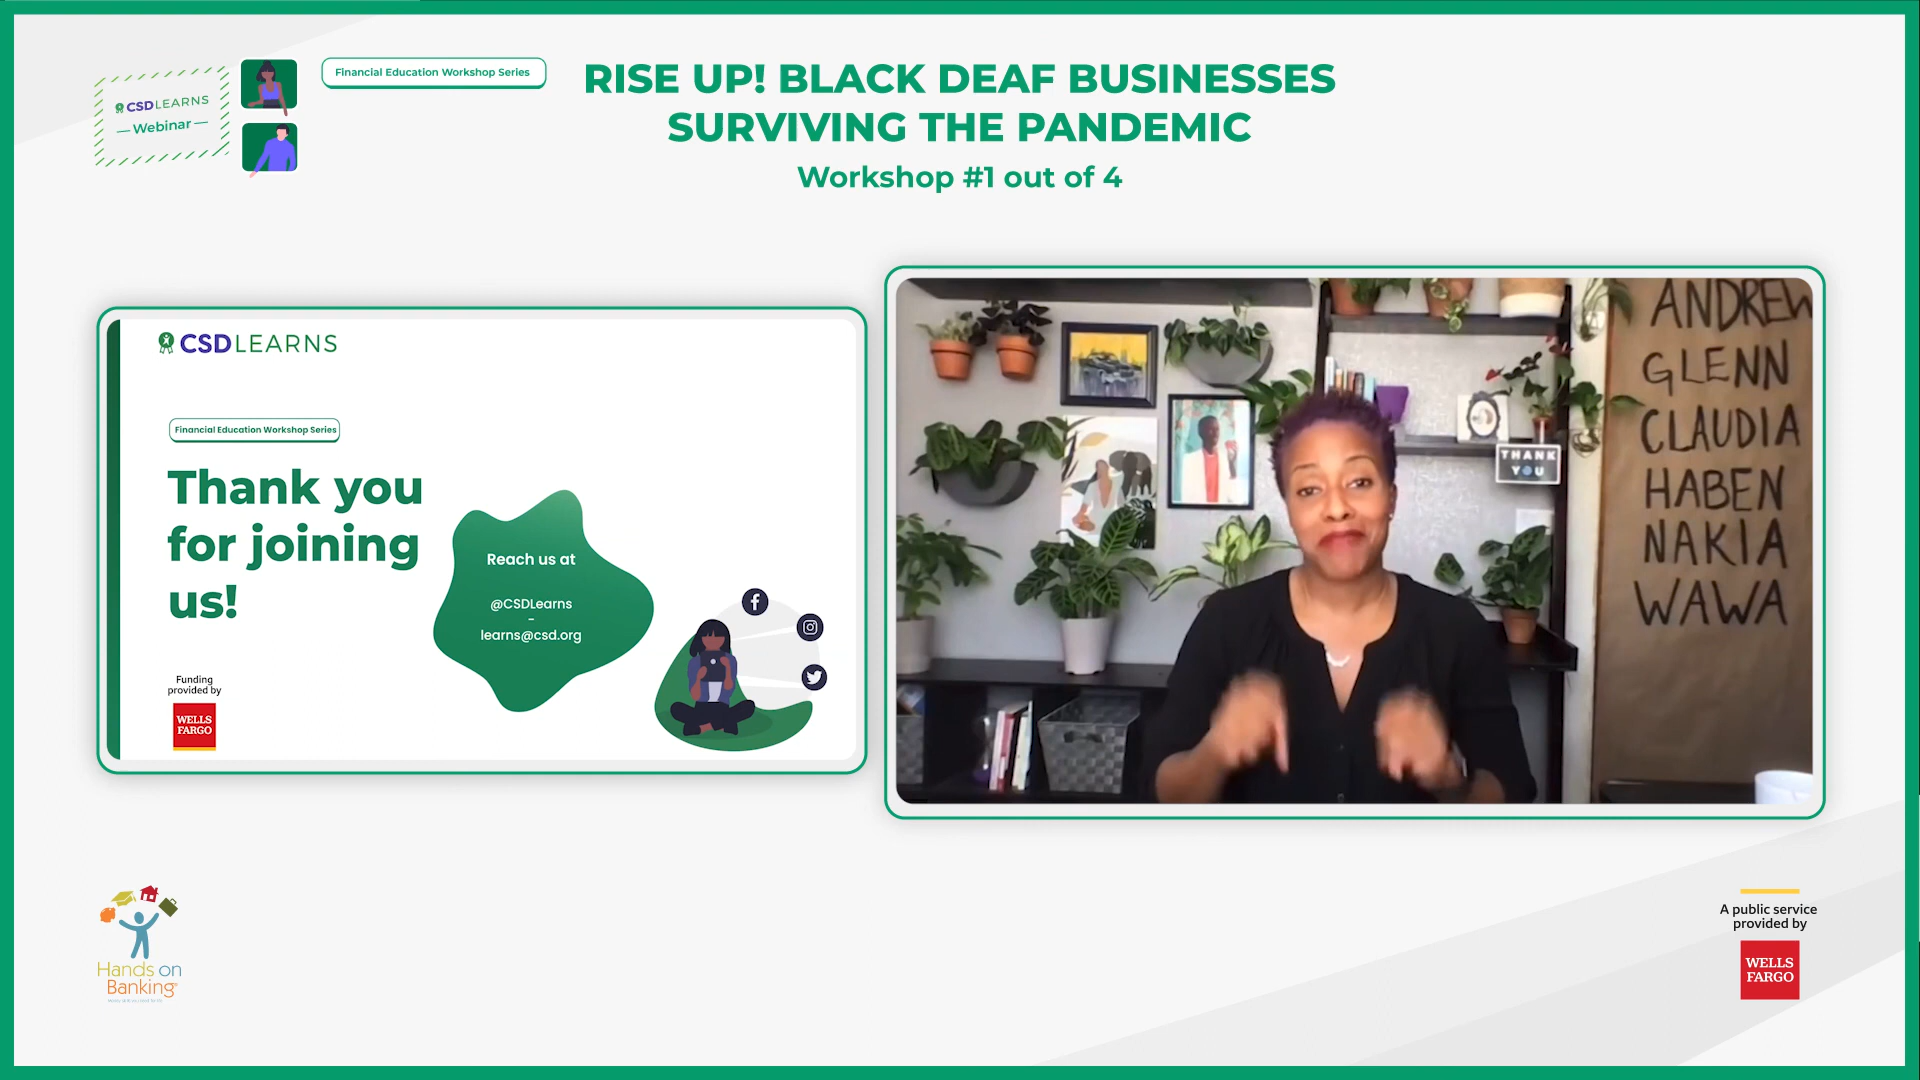 CSDLEARNS
Webinar
Financial Education Workshop Series
RISE UP! BLACK DEAF BUSINESSES
SURVIVING THE PANDEMIC
Workshop #1 out of 4
CSDLEARNS
Financial Education Workshop Series
Thank you
for joining
us!
Reach us at
@CSDLearns
-
learns@csd.org
Funding
provided by
WELLS
FARGO
THANK
YOU
ANDREW
GLENN
CLAUDIA
HABEN
NAKIA
WAWA
Hands on
Banking
A public service
provided by
WELLS
FARGO